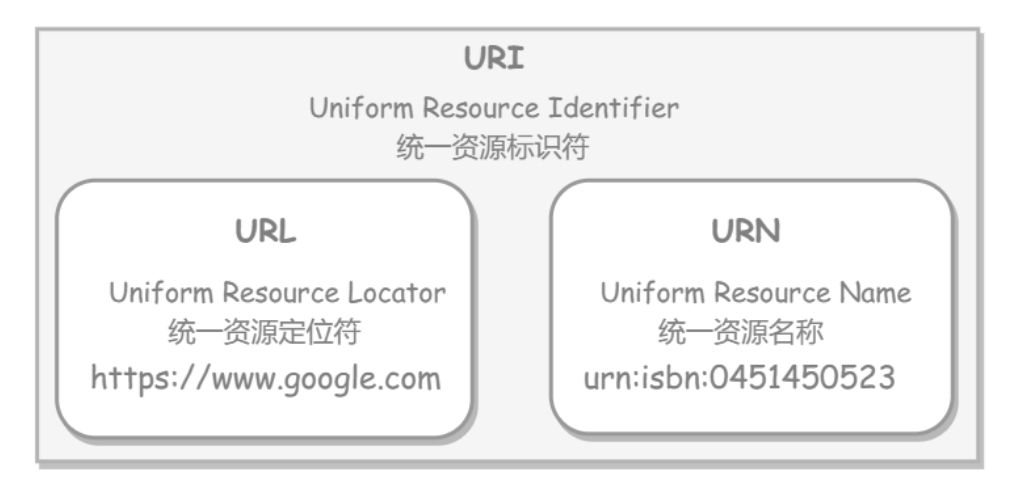 URI
Uniform Resource Identifier
统一资源标识符
URL
Uniform Resource Locator
统一资源定位符
https://www.google.com
URN
Uniform Resource Name
统一资源名称
urn:isbn:0451450523